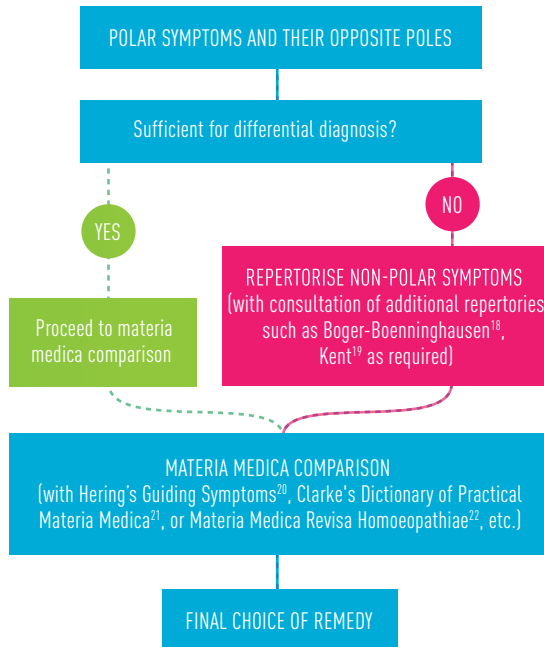 POLAR SYMPTOMS AND THEIR OPPOSITE POLES
Sufficient for differential diagnosis?
YES
NO
Proceed to materia
medica comparison
REPERTORISE NON-POLAR SYMPTOMS
(with consultation of additional repertories
such as Boger-Boenninghausen¹⁸,
Kent¹⁹ as required)
MATERIA MEDICA COMPARISON
(with Hering's Guiding Symptoms²⁰, Clarke's Dictionary of Practical
Materia Medica²¹, or Materia Medica Revisa Homoeopathiae²², etc.)
FINAL CHOICE OF REMEDY